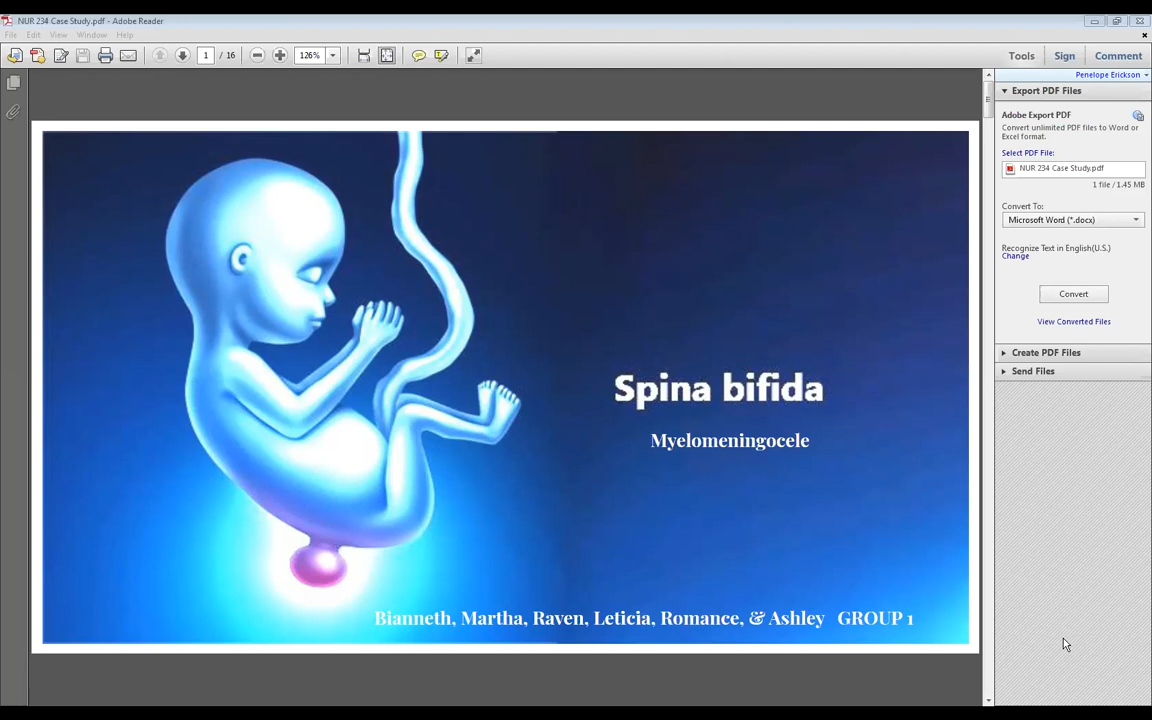 NUR 234 Case Study.pdf - Adobe Reader
File Edit View Window Help
1 / 16 126% Tools Sign Comment
Penelope Erickson
Export PDF Files
Adobe Export PDF
Convert unlimited PDF files to Word or
Excel format.
Select PDF File:
NUR 234 Case Study.pdf
1 file / 1.45 MB
Convert To:
Microsoft Word (*.docx)
Recognize Text in English(U.S.)
Change
Convert
View Converted Files
Create PDF Files
Send Files
Spina bifida
Myelomeningocele
Bianneth, Martha, Raven, Leticia, Romance, & Ashley GROUP 1